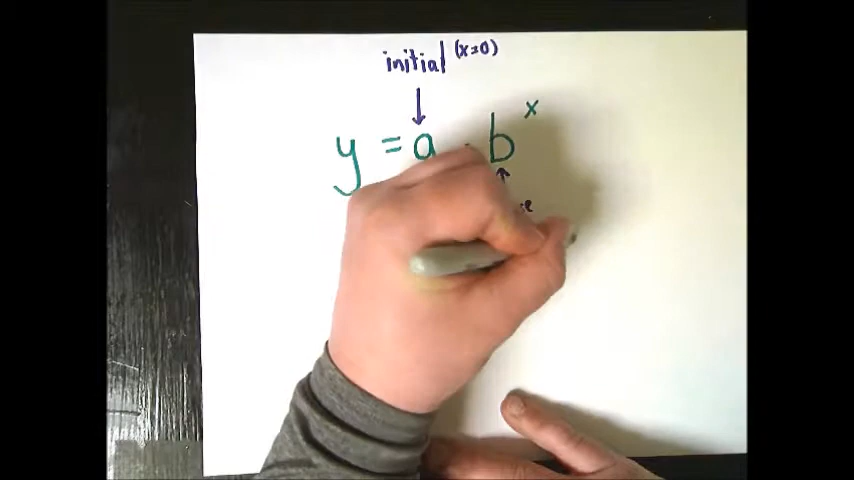 initial (x=0)
y = a · b^x